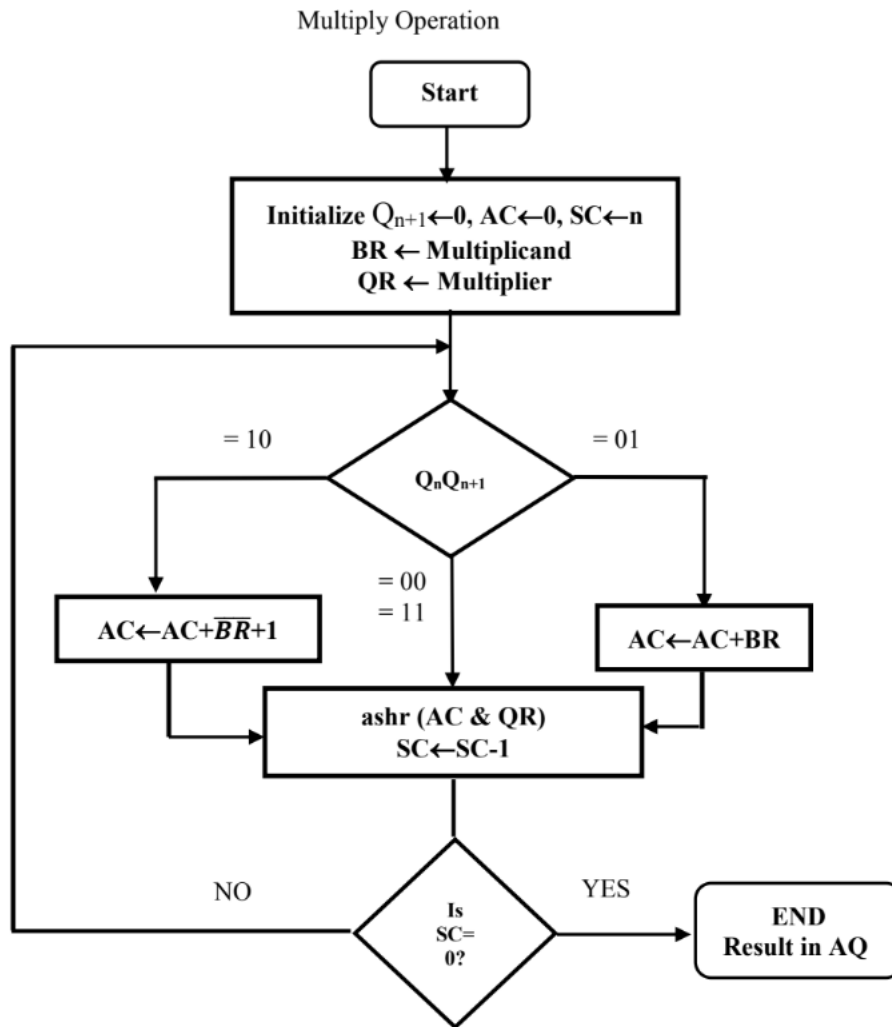 Multiply Operation
Start
Initialize Qn+1←0, AC←0, SC←n
BR ← Multiplicand
QR ← Multiplier
= 10
= 01
QnQn+1
= 00
= 11
AC←AC+B̅R̅+1
AC←AC+BR
ashr (AC & QR)
SC←SC-1
NO
YES
Is
SC=
0?
END
Result in AQ